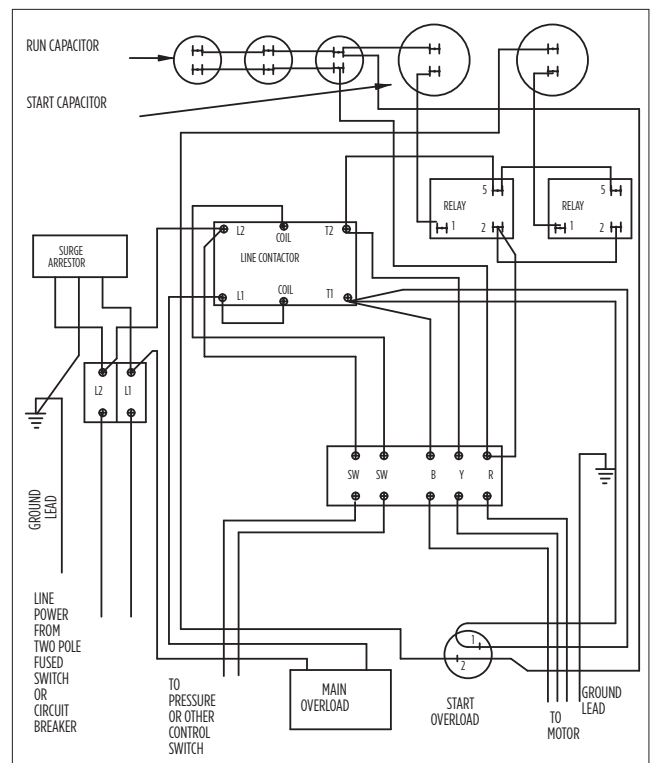 RUN CAPACITOR
START CAPACITOR
5
RELAY
1
2
5
RELAY
1
2
L2
COIL
T2
LINE CONTACTOR
L1
COIL
T1
SURGE
ARRESTOR
L2
L1
SW
SW
B
Y
R
GROUND
LEAD
LINE
POWER
FROM
TWO POLE
FUSED
SWITCH
OR
CIRCUIT
BREAKER
TO
PRESSURE
OR OTHER
CONTROL
SWITCH
MAIN
OVERLOAD
1
2
START
OVERLOAD
TO
MOTOR
GROUND
LEAD